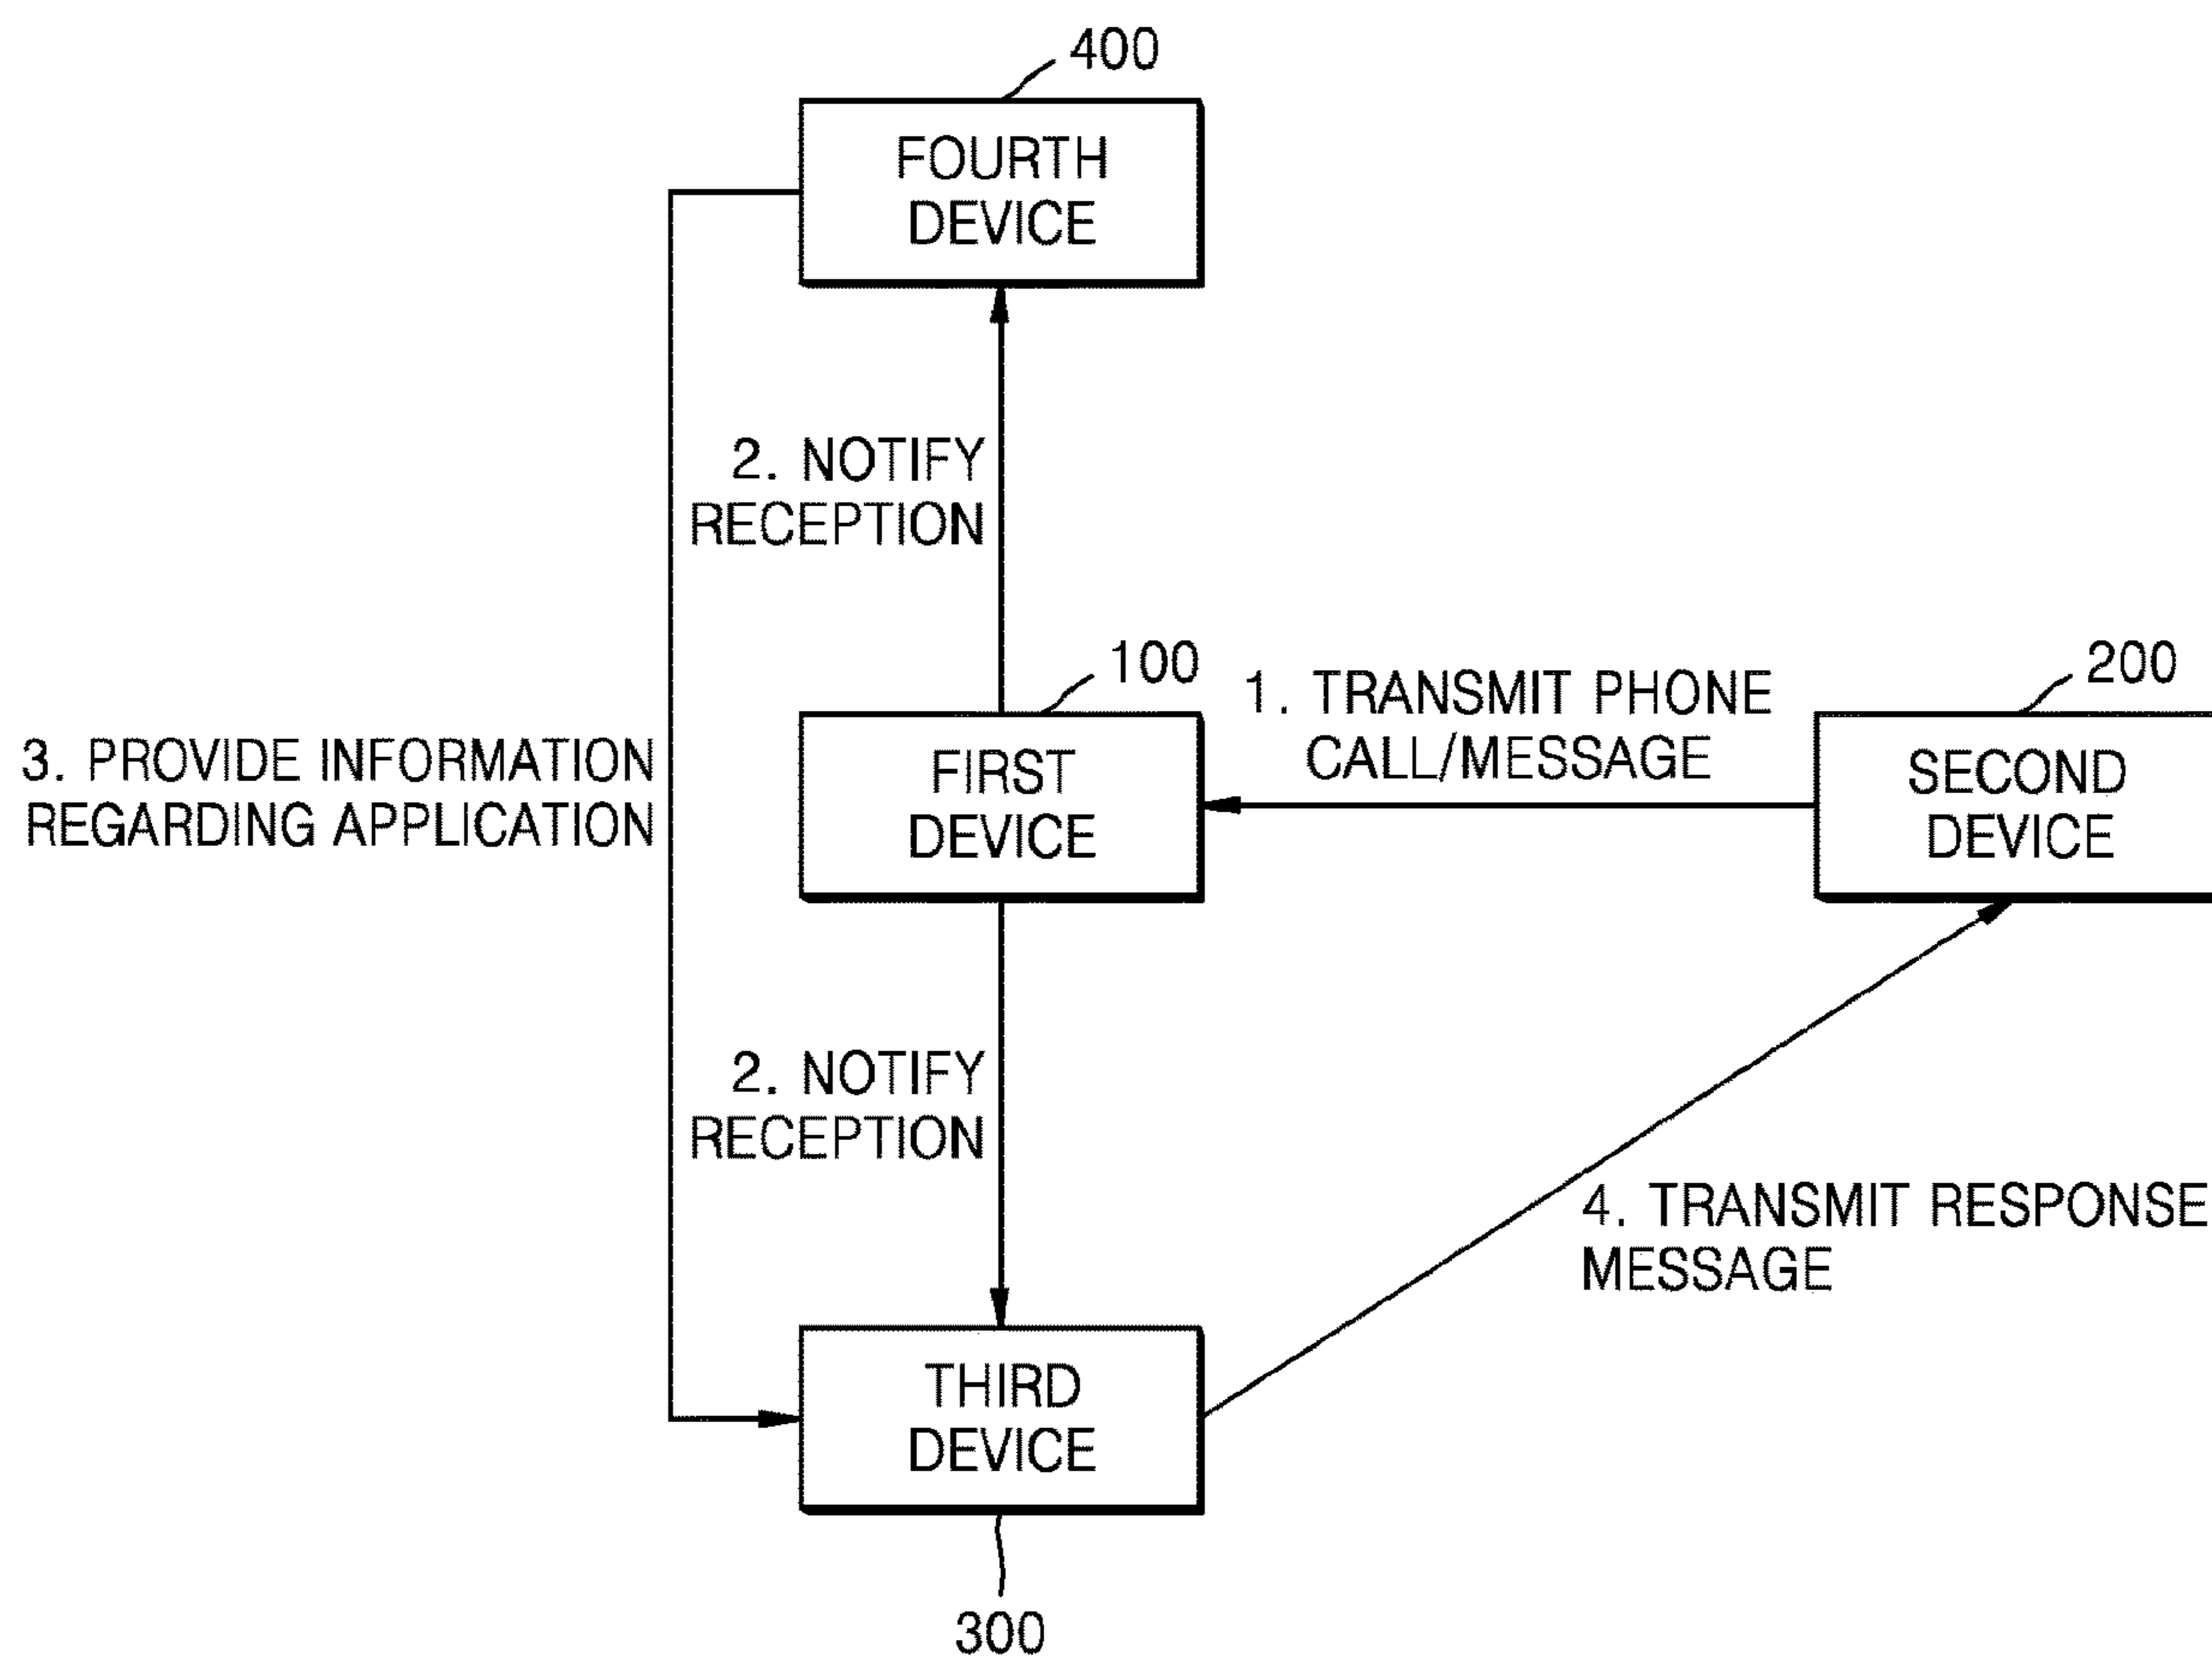 400
FOURTH
DEVICE
2. NOTIFY
RECEPTION
100
1. TRANSMIT PHONE
CALL/MESSAGE
200
3. PROVIDE INFORMATION
REGARDING APPLICATION
FIRST
DEVICE
SECOND
DEVICE
2. NOTIFY
RECEPTION
4. TRANSMIT RESPONSE
MESSAGE
THIRD
DEVICE
300